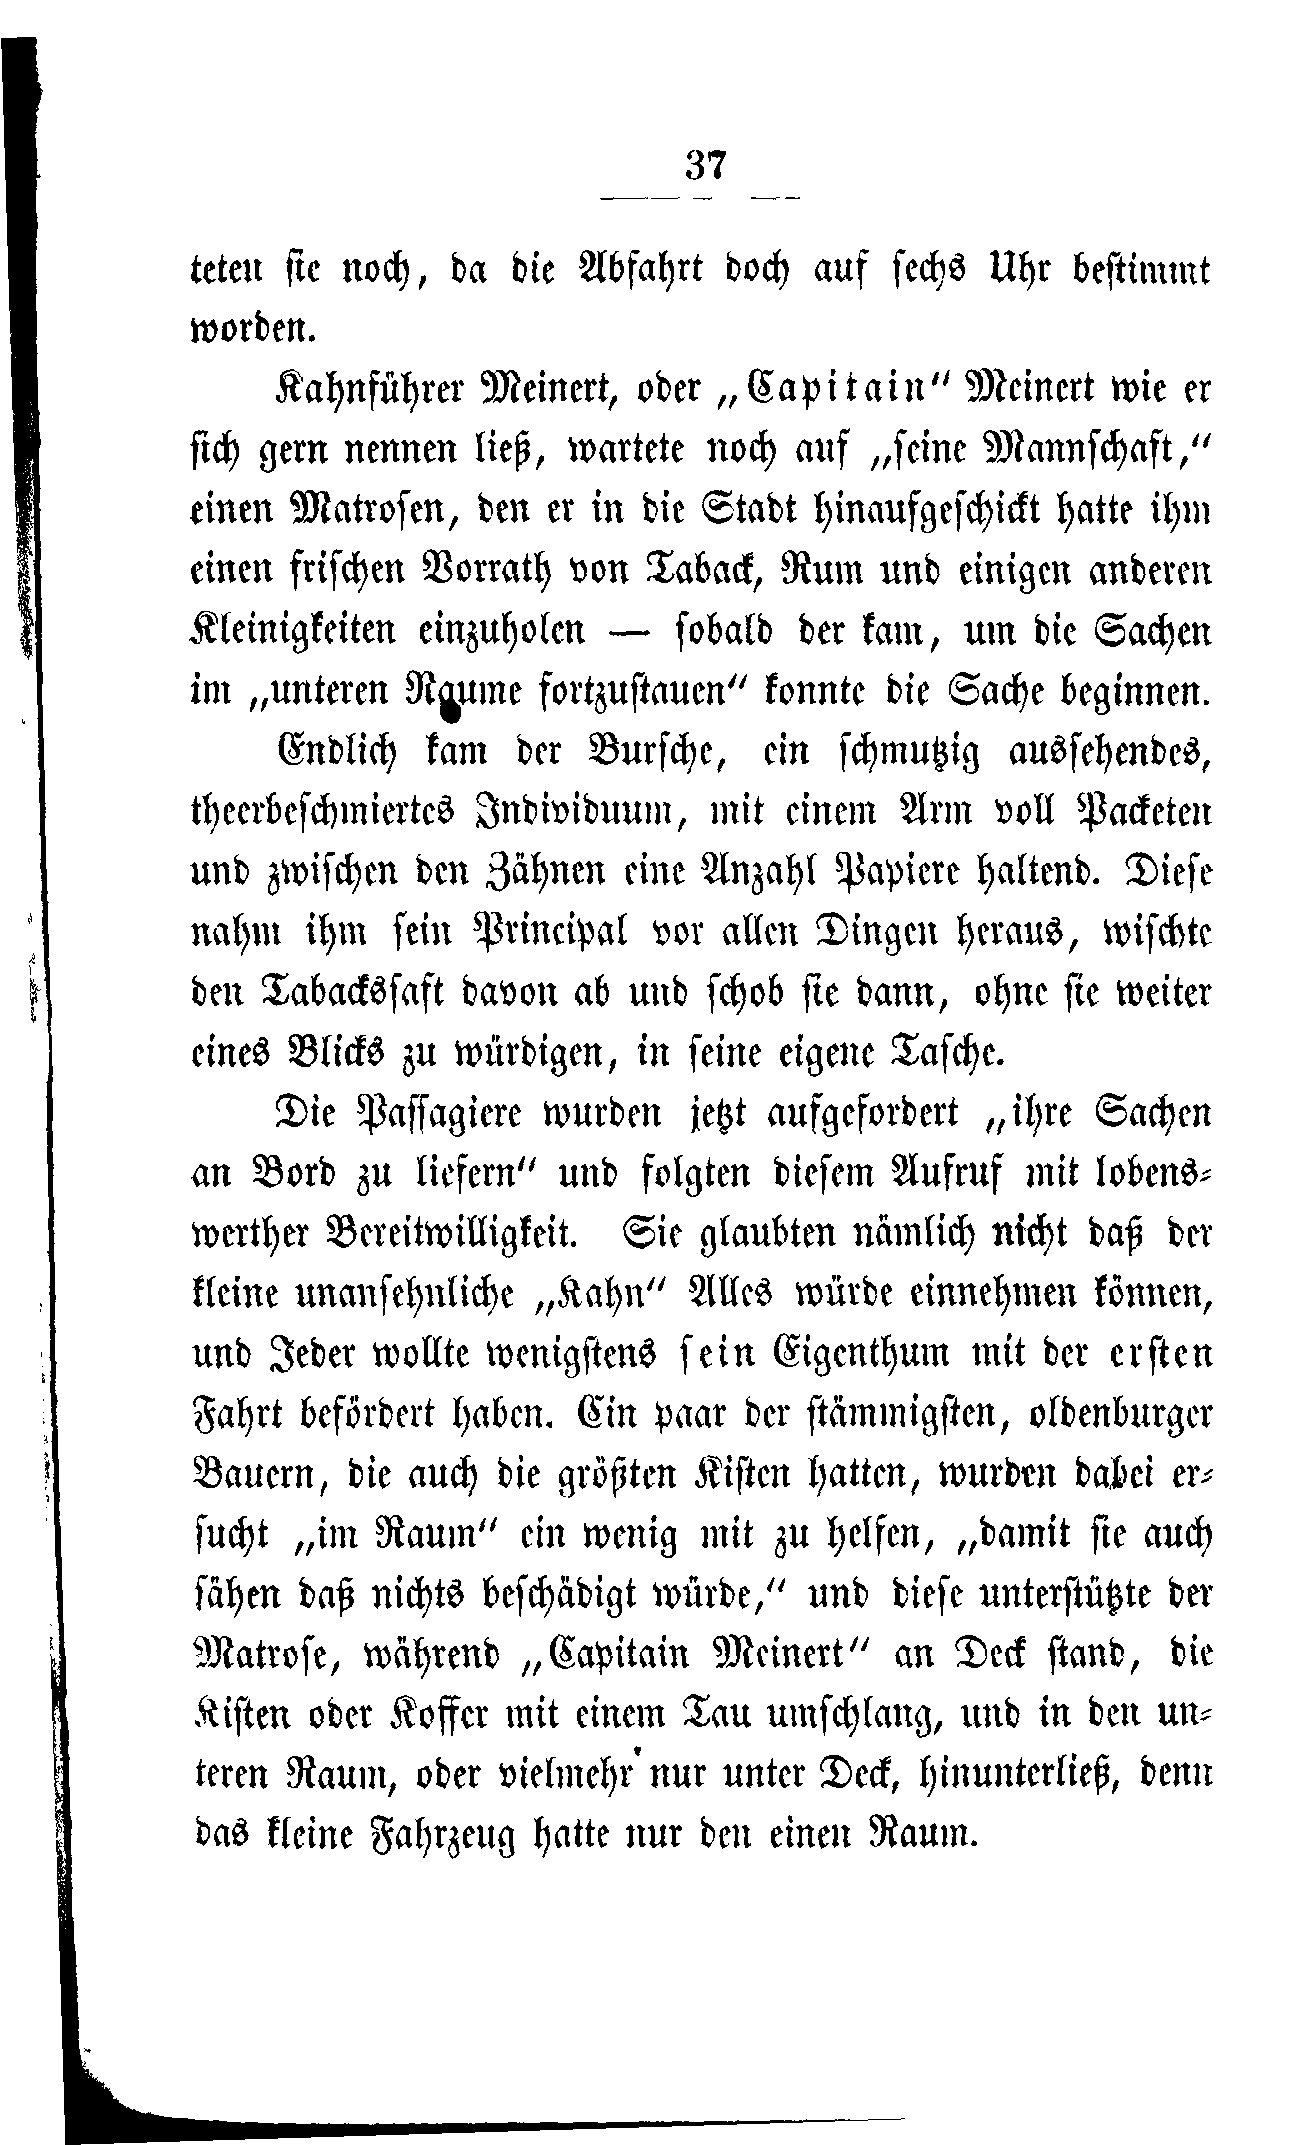 37
teten sie noch, da die Abfahrt doch auf sechs Uhr bestimmt
worden.
Kahnführer Meinert, oder „Capitain“ Meinert wie er
sich gern nennen ließ, wartete noch auf „seine Mannschaft,“
einen Matrosen, den er in die Stadt hinaufgeschickt hatte ihm
einen frischen Vorrath von Taback, Rum und einigen anderen
Kleinigkeiten einzuholen — sobald der kam, um die Sachen
im „unteren Raume fortzustauen“ konnte die Sache beginnen.
Endlich kam der Bursche, ein schmutzig aussehendes,
theerbeschmiertes Individuum, mit einem Arm voll Packeten
und zwischen den Zähnen eine Anzahl Papiere haltend. Diese
nahm ihm sein Principal vor allen Dingen heraus, wischte
den Tabackssaft davon ab und schob sie dann, ohne sie weiter
eines Blicks zu würdigen, in seine eigene Tasche.
Die Passagiere wurden jetzt aufgefordert „ihre Sachen
an Bord zu liefern“ und folgten diesem Aufruf mit lobens-
werther Bereitwilligkeit. Sie glaubten nämlich nicht daß der
kleine unansehnliche „Kahn“ Alles würde einnehmen können,
und Jeder wollte wenigstens sein Eigenthum mit der ersten
Fahrt befördert haben. Ein paar der stämmigsten, oldenburger
Bauern, die auch die größten Kisten hatten, wurden dabei er-
sucht „im Raum“ ein wenig mit zu helfen, „damit sie auch
sähen daß nichts beschädigt würde,“ und diese unterstützte der
Matrose, während „Capitain Meinert“ an Deck stand, die
Kisten oder Koffer mit einem Tau umschlang, und in den un-
teren Raum, oder vielmehr nur unter Deck, hinunterließ, denn
das kleine Fahrzeug hatte nur den einen Raum.